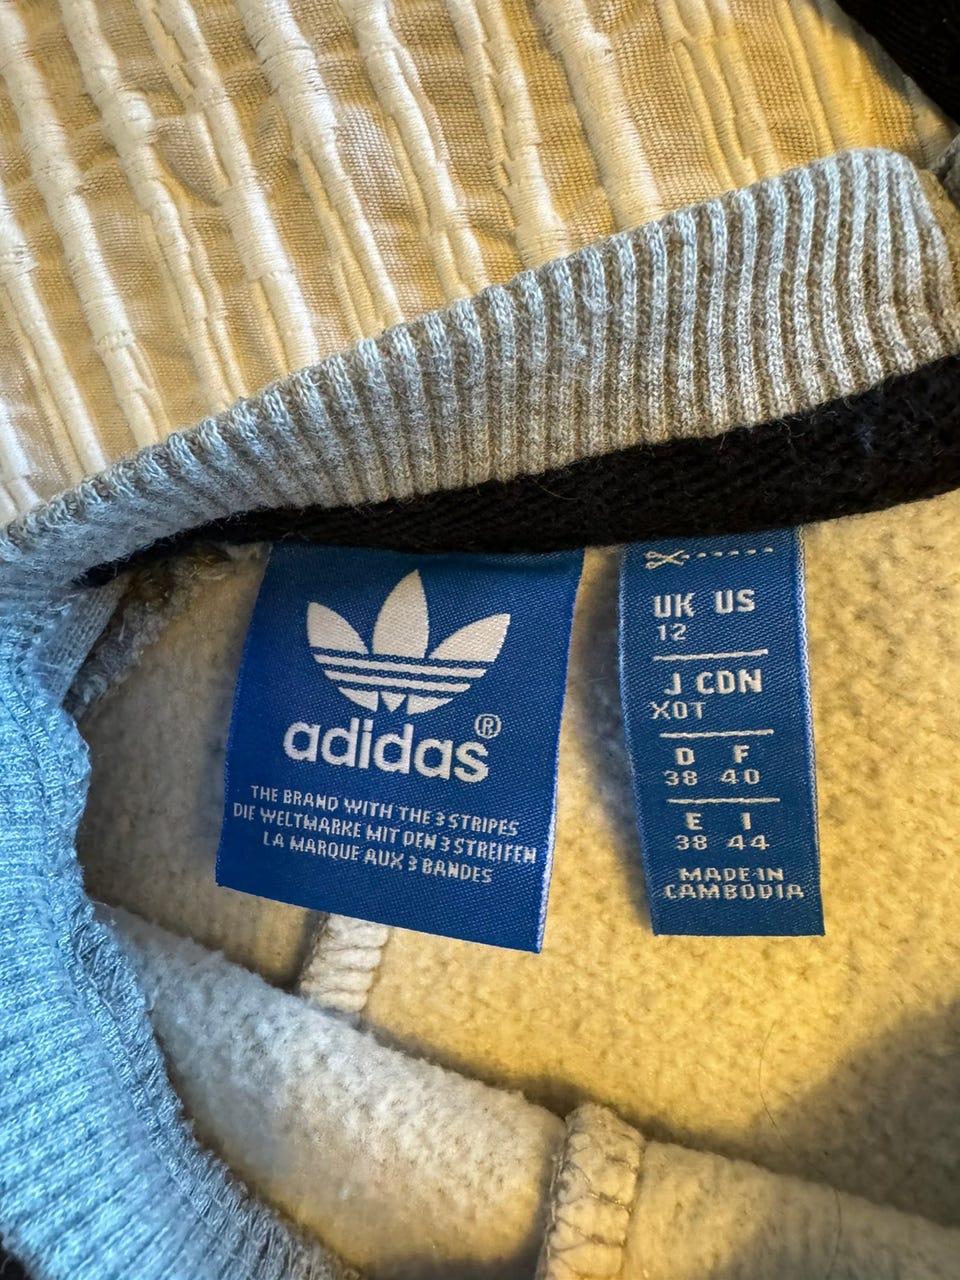 adidas®
THE BRAND WITH THE 3 STRIPES
DIE WELTMARKE MIT DEN 3 STREIFEN
LA MARQUE AUX 3 BANDES
UK US
12
J CDN
XOT
D F
38 40
E I
38 44
MADE IN
CAMBODIA